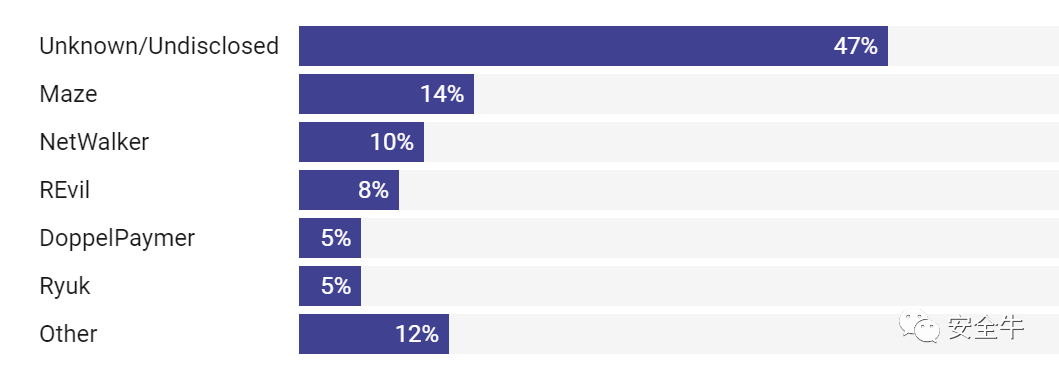 Unknown/Undisclosed 47%
Maze 14%
NetWalker 10%
REvil 8%
DoppelPaymer 5%
Ryuk 5%
Other 12%
安全牛